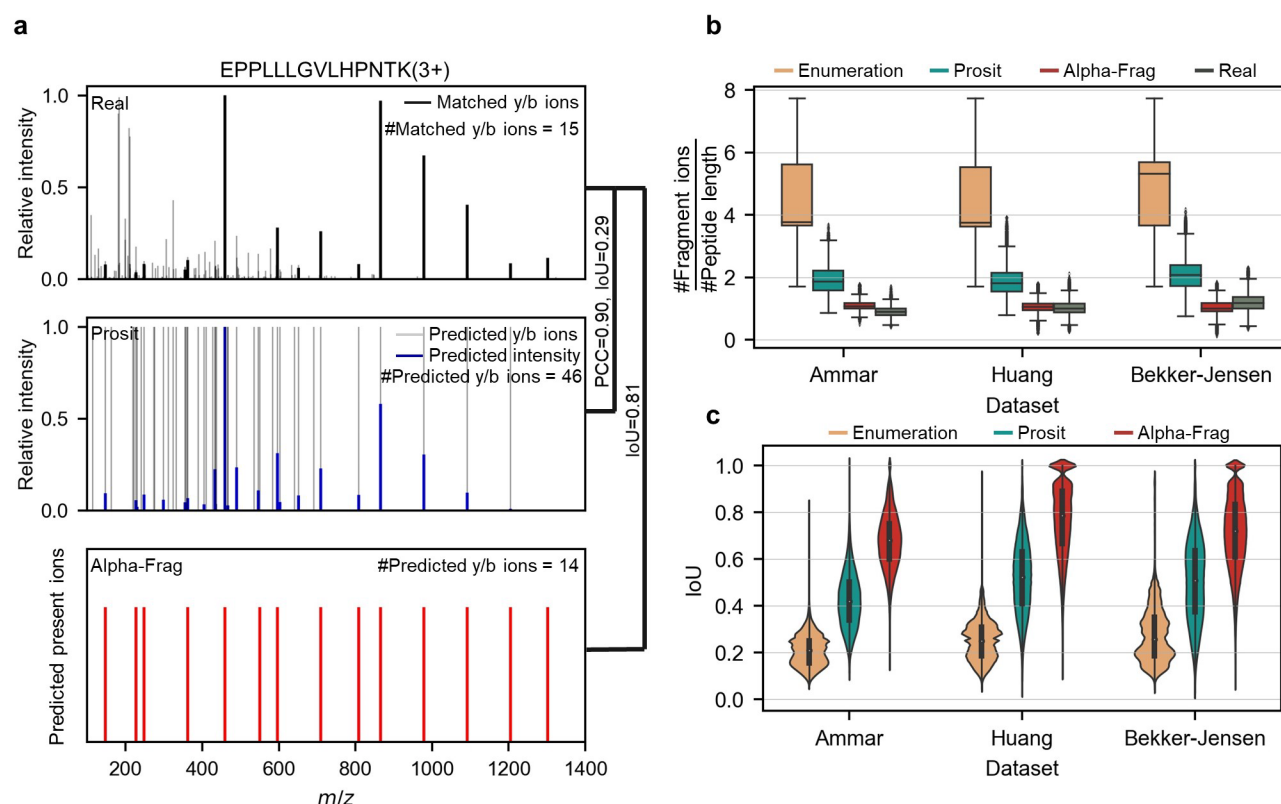 a
EPPLLLGVLHPNTK(3+)
Real
Matched y/b ions
#Matched y/b ions = 15
Relative intensity
1.0
0.5
0.0
Prosit
Predicted y/b ions
Predicted intensity
#Predicted y/b ions = 46
Relative intensity
1.0
0.5
0.0
PCC=0.90, IoU=0.29
IoU=0.81
Alpha-Frag
#Predicted y/b ions = 14
Predicted present ions
200 400 600 800 1000 1200 1400
m/z
b
Enumeration Prosit Alpha-Frag Real
#Fragment ions
#Peptide length
8
6
4
2
0
Ammar Huang Bekker-Jensen
Dataset
c
Enumeration Prosit Alpha-Frag
IoU
1.0
0.8
0.6
0.4
0.2
0.0
Ammar Huang Bekker-Jensen
Dataset